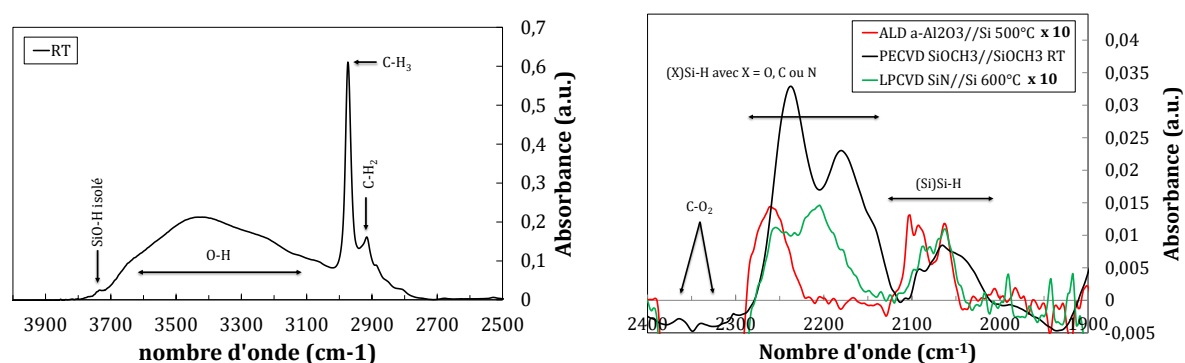 RT
C-H3
C-H2
SiO-H isolé
O-H
0,7
0,6
0,5
0,4
0,3
0,2
0,1
0
Absorbance (a.u.)
3900 3700 3500 3300 3100 2900 2700 2500
nombre d'onde (cm-1)
ALD a-Al2O3//Si 500°C x 10
PECVD SiOCH3//SiOCH3 RT
LPCVD SiN//Si 600°C x 10
(X)Si-H avec X = O, C ou N
(Si)Si-H
C-O2
0,04
0,035
0,03
0,025
0,02
0,015
0,01
0,005
0
-0,005
Absorbance (a.u.)
2400 2300 2200 2100 2000 1900
Nombre d'onde (cm-1)